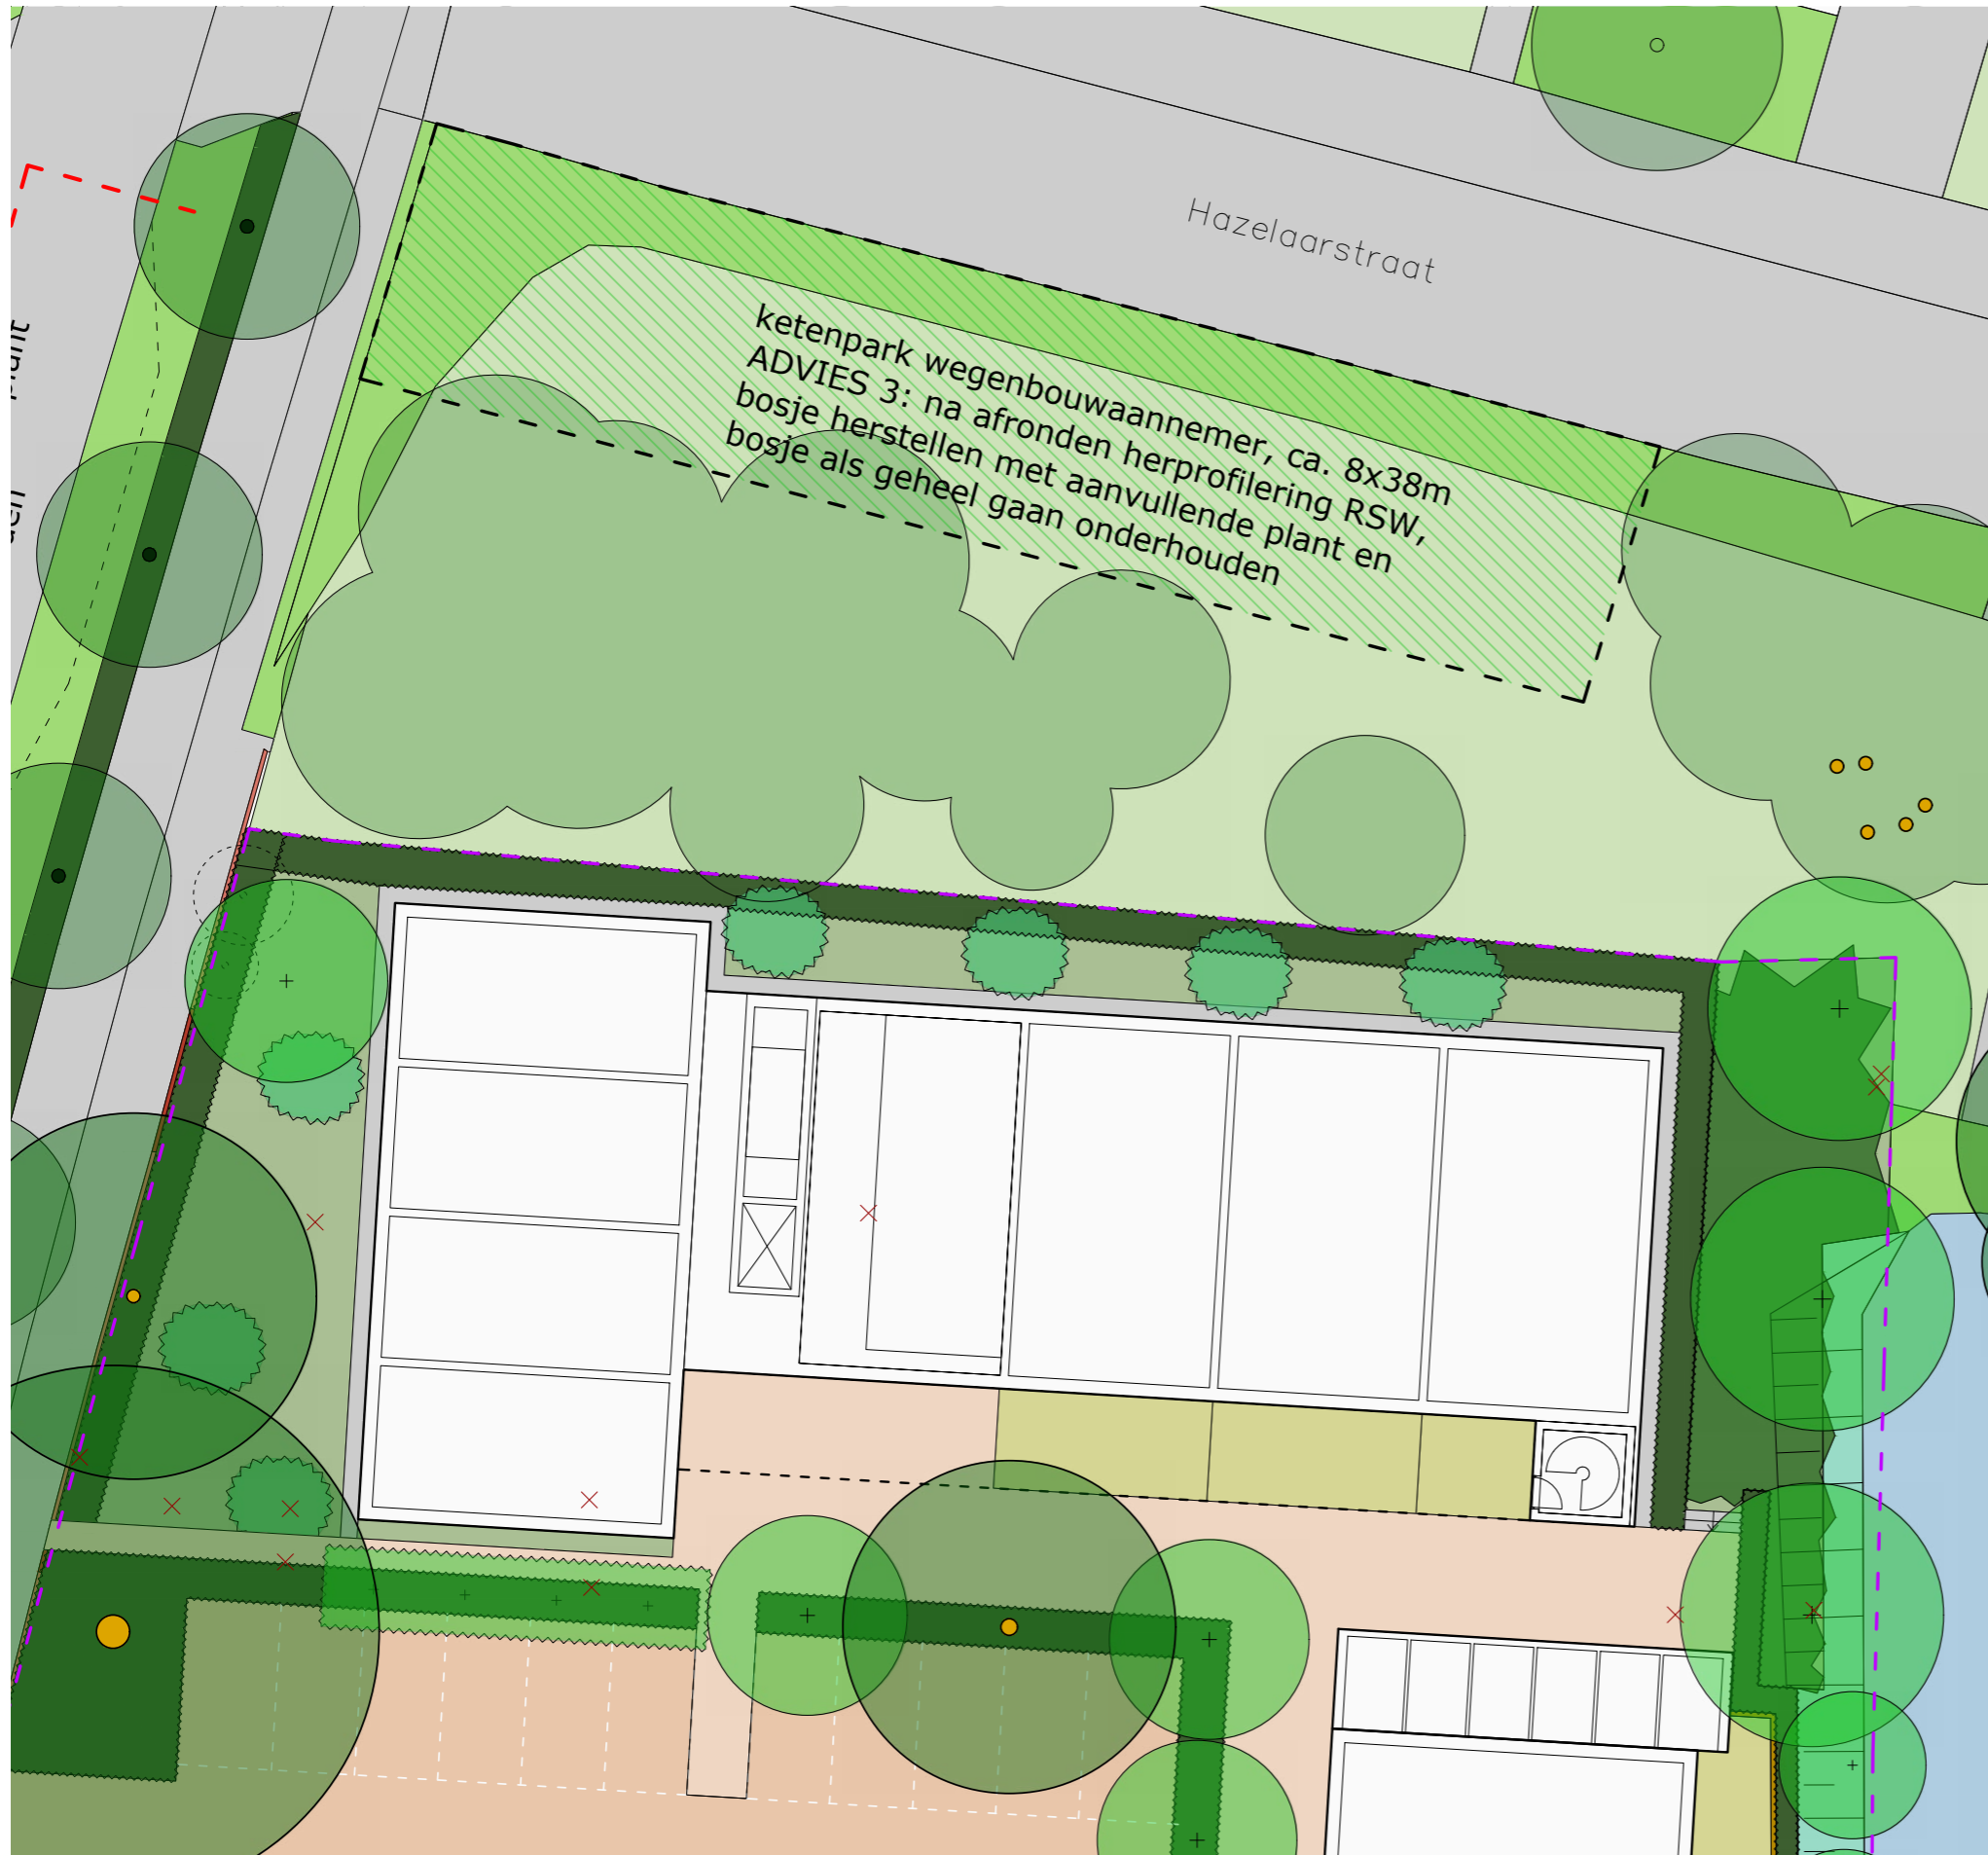 Hazelaarstraat
ketenpark wegenbouwaannemer, ca. 8x38m
ADVIES 3: na afronden herprofilering RSW,
bosje herstellen met aanvullende plant en
bosje als geheel gaan onderhouden